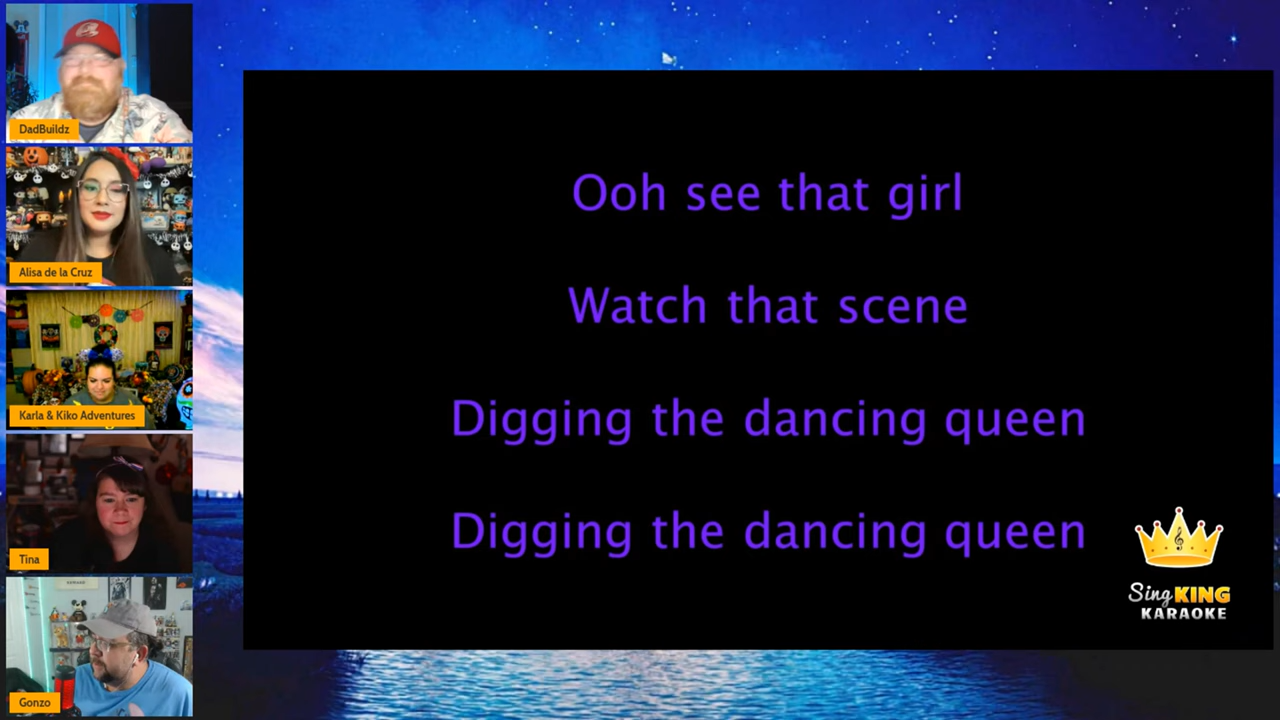 DadBuildz
Alisa de la Cruz
Karla & Kiko Adventures
Tina
Gonzo
Ooh see that girl
Watch that scene
Digging the dancing queen
Digging the dancing queen
Sing KING
KARAOKE